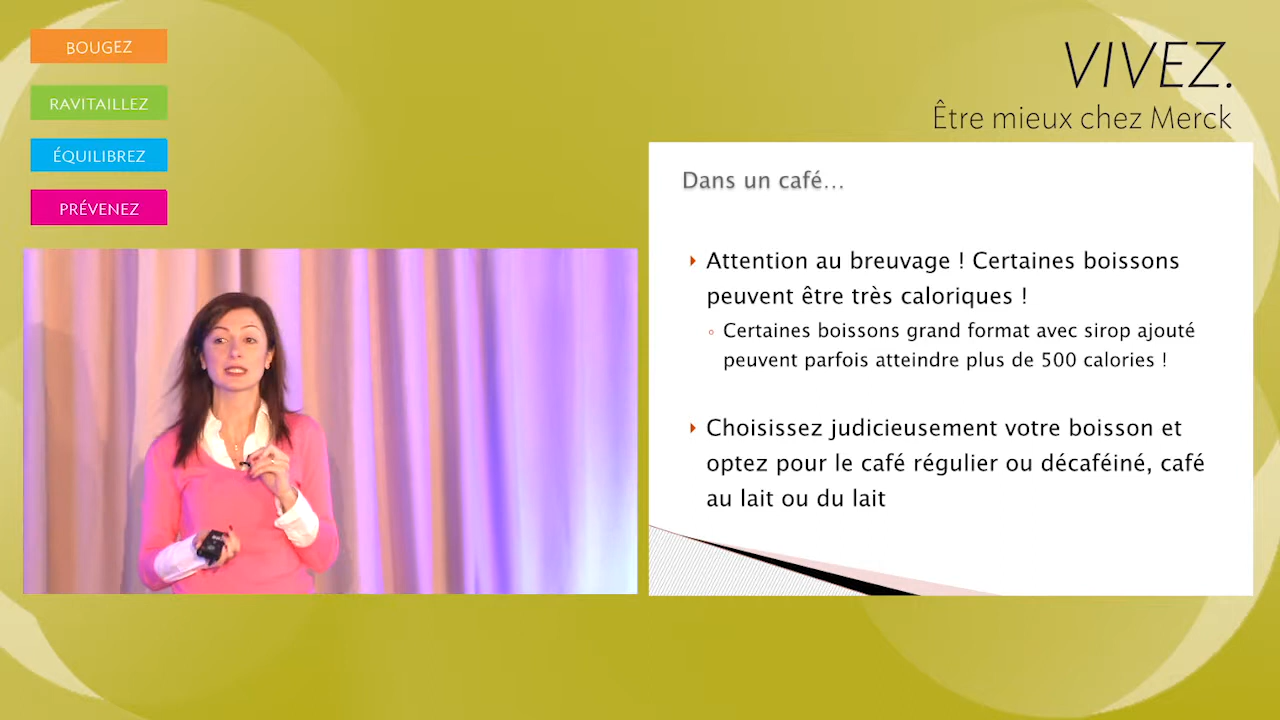 BOUGEZ
RAVITAILLEZ
ÉQUILIBREZ
PRÉVENEZ
VIVEZ.
Être mieux chez Merck
Dans un café…
Attention au breuvage ! Certaines boissons
peuvent être très caloriques !
Certaines boissons grand format avec sirop ajouté
peuvent parfois atteindre plus de 500 calories !
Choisissez judicieusement votre boisson et
optez pour le café régulier ou décaféiné, café
au lait ou du lait